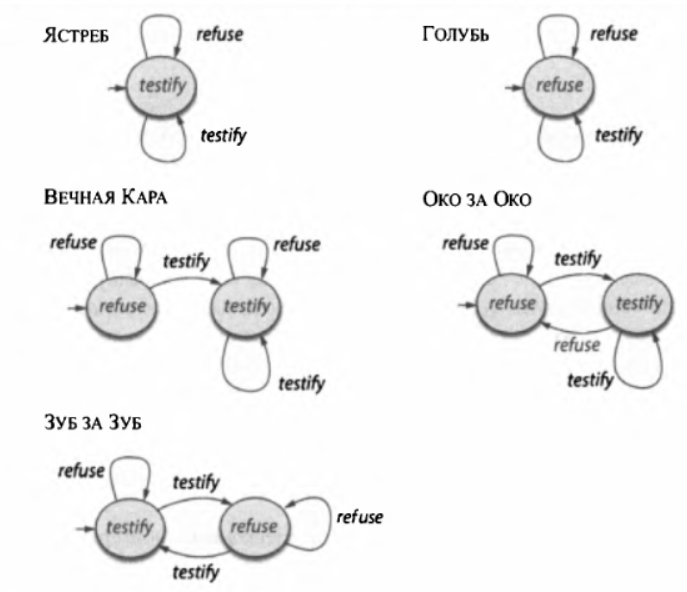 ЯСТРЕБ
refuse
testify
testify
ГОЛУБЬ
refuse
refuse
testify
ВЕЧНАЯ КАРА
refuse
testify
refuse
refuse
testify
testify
ОКО ЗА ОКО
refuse
testify
refuse
testify
refuse
testify
ЗУБ ЗА ЗУБ
refuse
testify
testify
refuse
refuse
testify